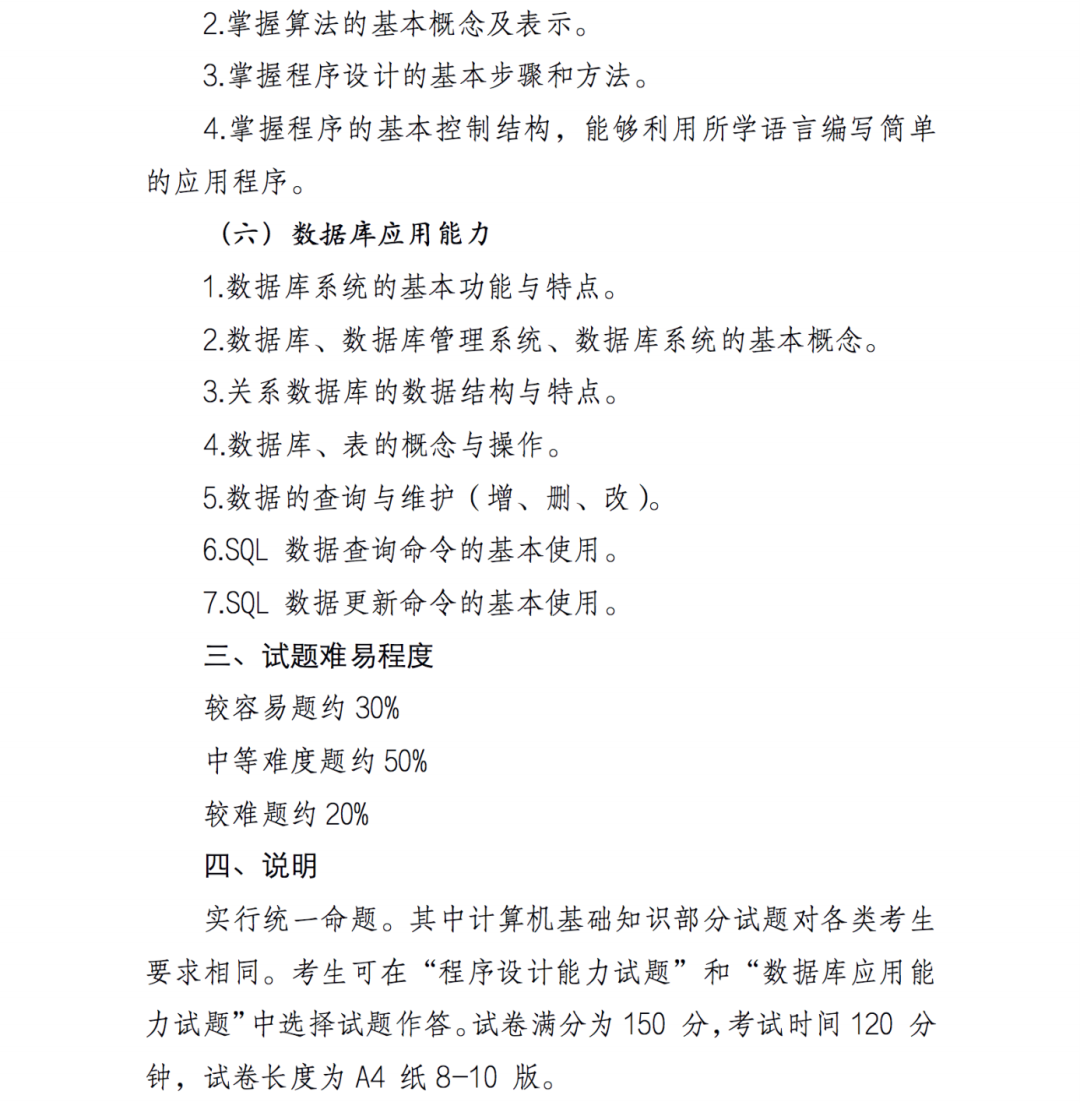 2.掌握算法的基本概念及表示。
3.掌握程序设计的基本步骤和方法。
4.掌握程序的基本控制结构，能够利用所学语言编写简单
的应用程序。
（六）数据库应用能力
1.数据库系统的基本功能与特点。
2.数据库、数据库管理系统、数据库系统的基本概念。
3.关系数据库的数据结构与特点。
4.数据库、表的概念与操作。
5.数据的查询与维护（增、删、改）。
6.SQL 数据查询命令的基本使用。
7.SQL 数据更新命令的基本使用。
三、试题难易程度
较容易题约 30%
中等难度题约 50%
较难题约 20%
四、说明
实行统一命题。其中计算机基础知识部分试题对各类考生
要求相同。考生可在“程序设计能力试题”和“数据库应用能
力试题”中选择试题作答。试卷满分为 150 分，考试时间 120 分
钟，试卷长度为 A4 纸 8-10 版。